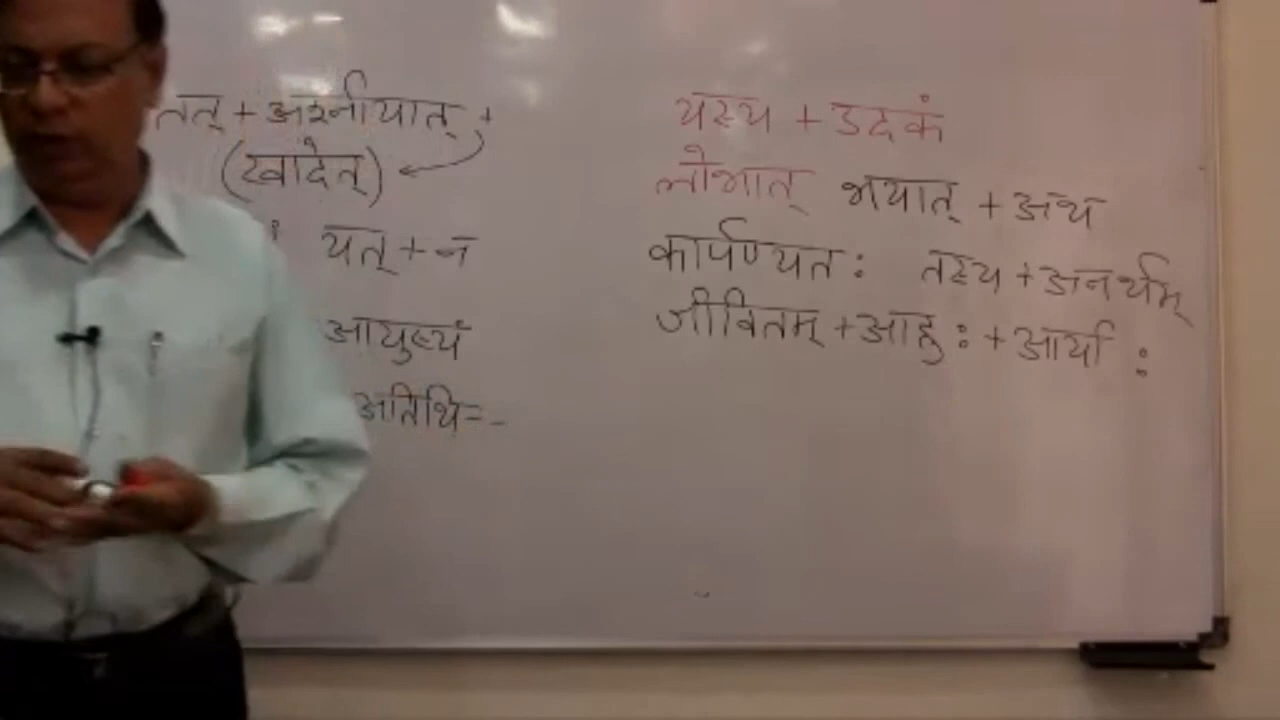 तत् + अश्नीयात् +
(खादेत्)
यत् + न
आयुष्यं
अतिथि = -
यस्य + उदकं
लोभात् भयात् + अथ
कार्पण्यत: तस्य + अनर्थम्
जीवितम् + आहु: + आर्या: